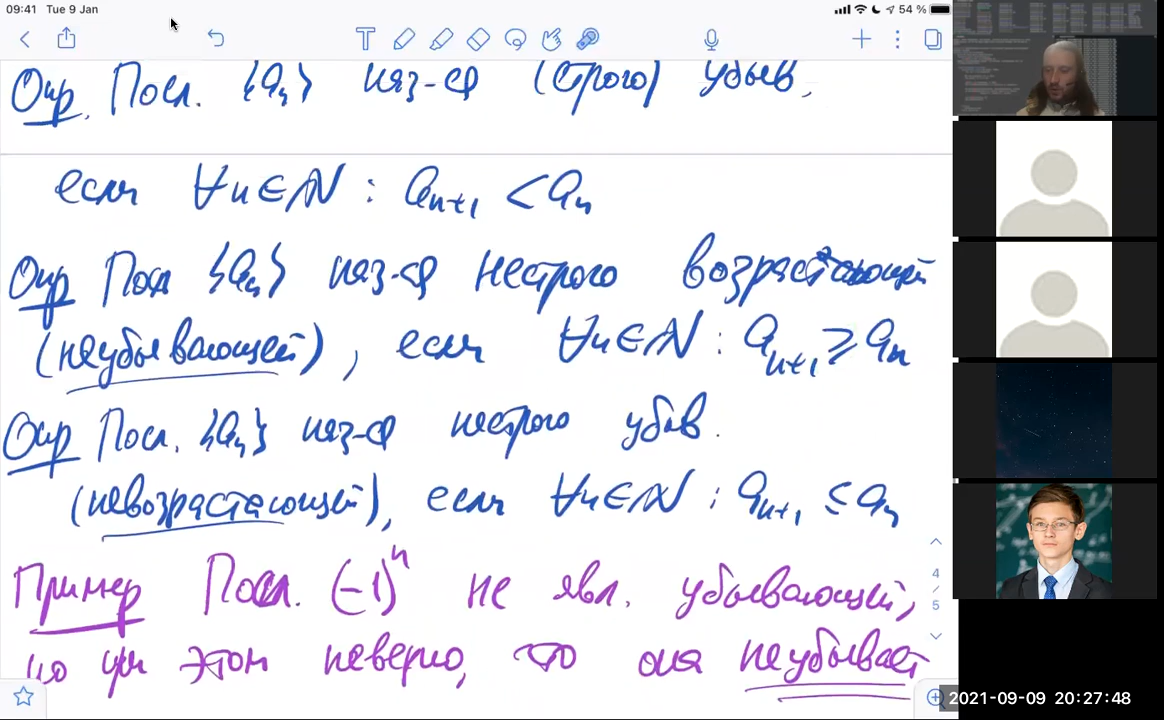 09:41 Tue 9 Jan
54 %
Опр. Посл. {aₙ} наз-ся (строго) убыв.
если ∀n∈ℕ : aₙ₊₁ < aₙ
Опр Посл {aₙ} наз-ся нестрого возрастающей
(неубывающей), если ∀n∈ℕ : aₙ₊₁ ⩾ aₙ
Опр Посл. {aₙ} наз-ся нестрого убыв.
(невозрастающей), если ∀n∈ℕ : aₙ₊₁ ≤ aₙ
Пример Посл. (-1)ⁿ не явл. убывающей,
но при этом неверно, что она неубывает
4
/
5
2021-09-09 20:27:48